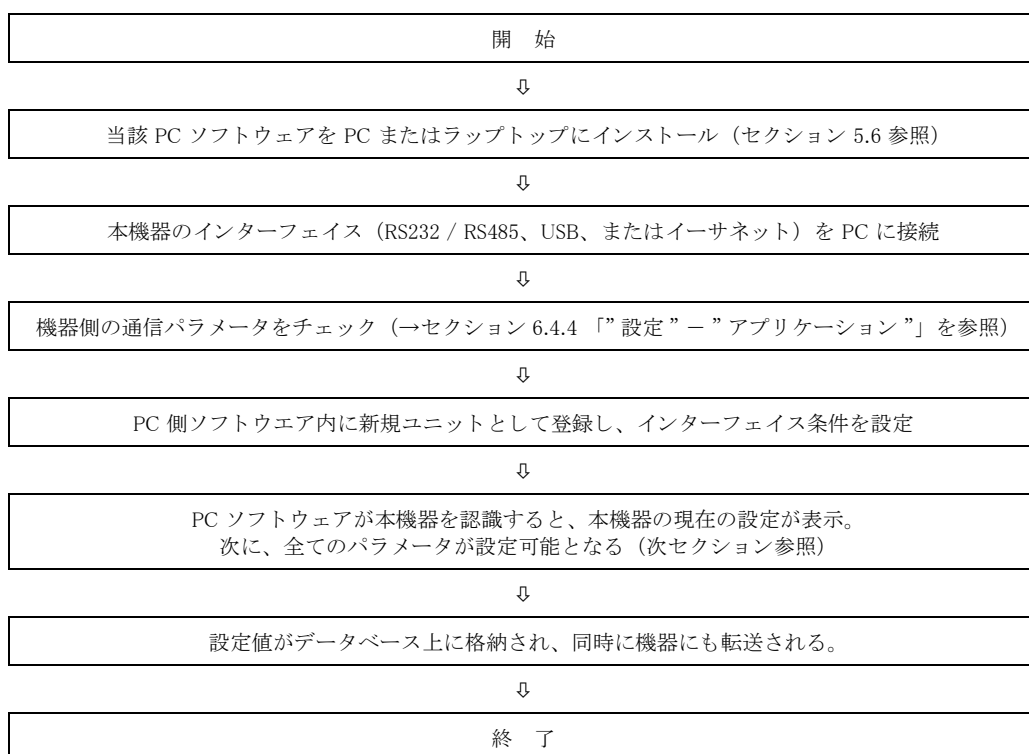 開　始
⇩
当該 PC ソフトウェアを PC またはラップトップにインストール（セクション 5.6 参照）
⇩
本機器のインターフェイス（RS232 / RS485、USB、またはイーサネット）を PC に接続
⇩
機器側の通信パラメータをチェック（→セクション 6.4.4 「” 設定 ” － ” アプリケーション ”」を参照）
⇩
PC 側ソフトウエア内に新規ユニットとして登録し、インターフェイス条件を設定
⇩
PC ソフトウェアが本機器を認識すると、本機器の現在の設定が表示。
次に、全てのパラメータが設定可能となる（次セクション参照）
⇩
設定値がデータベース上に格納され、同時に機器にも転送される。
⇩
終　了